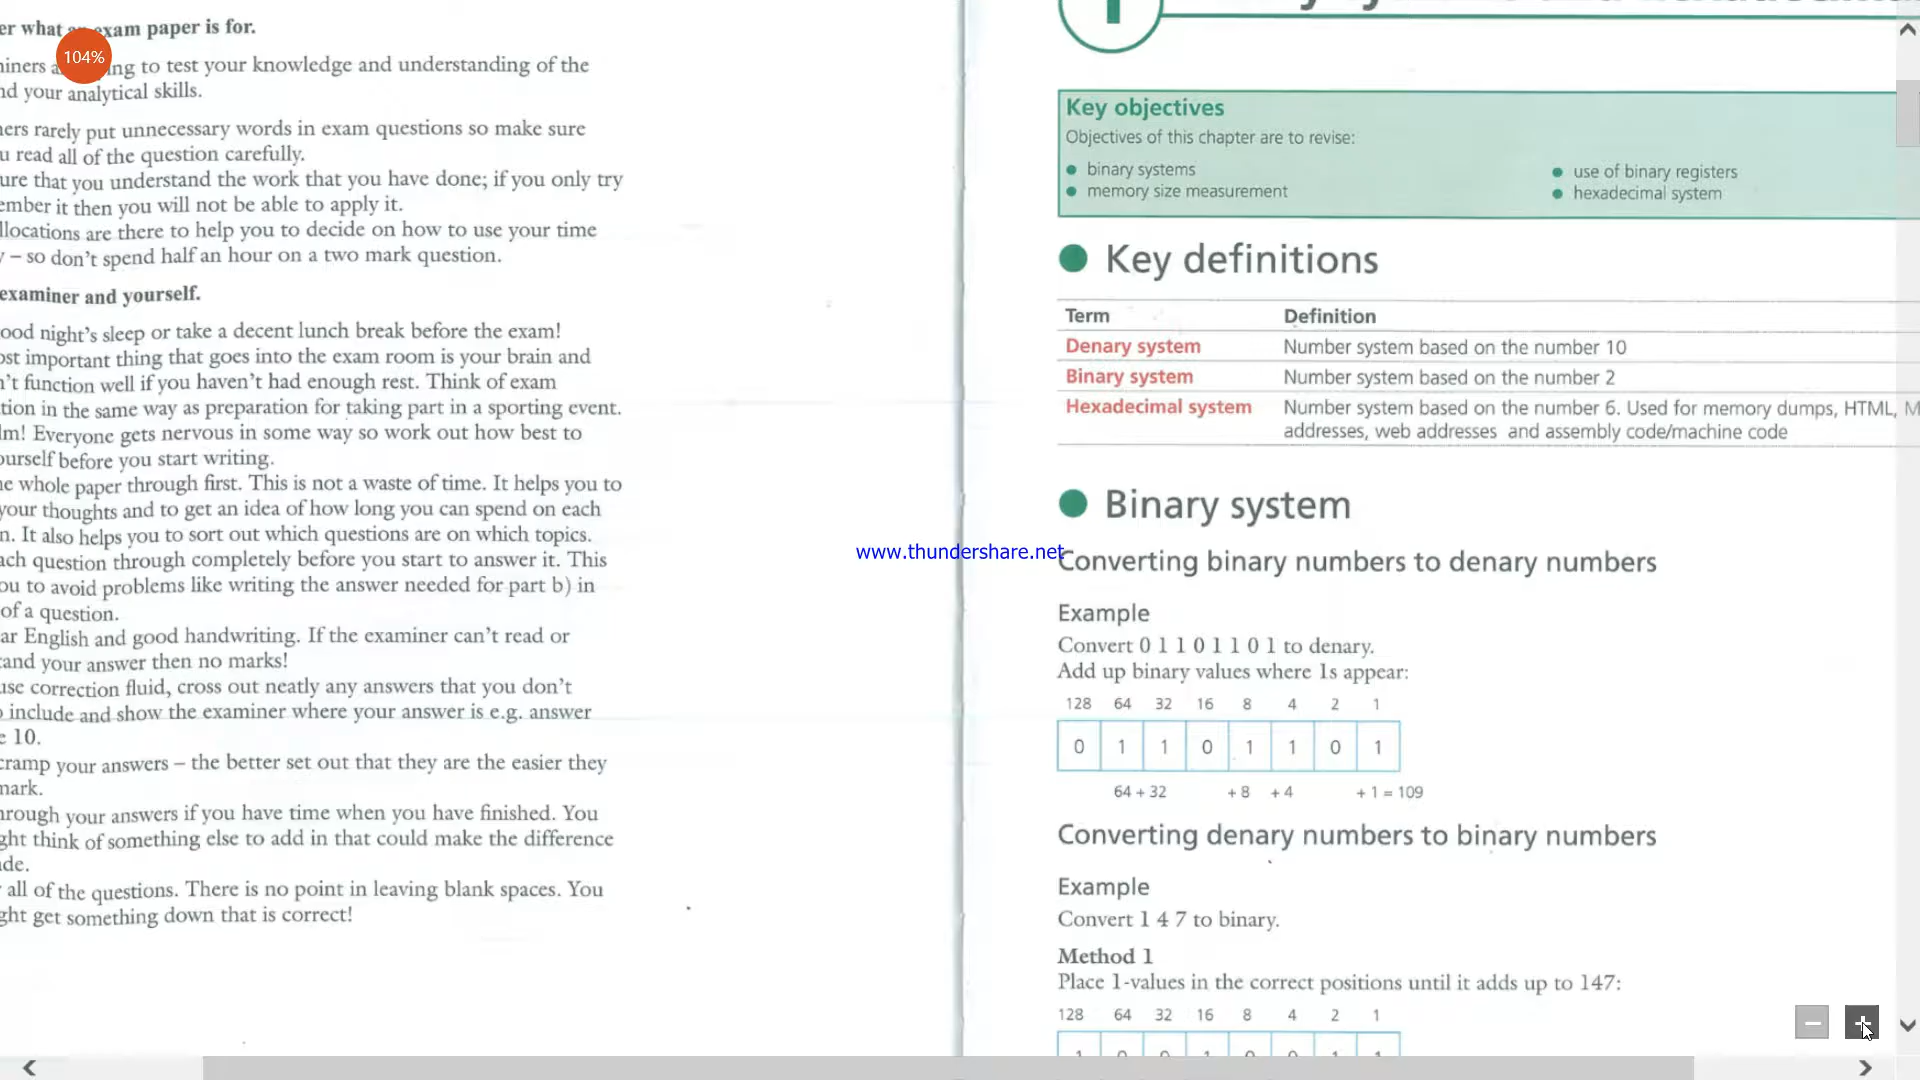 er what an exam paper is for.
104%
to test your knowledge and understanding of the
nd your analytical skills.
ers rarely put unnecessary words in exam questions so make sure
u read all of the question carefully.
ure that you understand the work that you have done; if you only try
ember it then you will not be able to apply it.
llocations are there to help you to decide on how to use your time
y – so don't spend half an hour on a two mark question.
examiner and yourself.
ood night's sleep or take a decent lunch break before the exam!
ost important thing that goes into the exam room is your brain and
n't function well if you haven't had enough rest. Think of exam
tion in the same way as preparation for taking part in a sporting event.
lm! Everyone gets nervous in some way so work out how best to
ourself before you start writing.
e whole paper through first. This is not a waste of time. It helps you to
your thoughts and to get an idea of how long you can spend on each
n. It also helps you to sort out which questions are on which topics.
ach question through completely before you start to answer it. This
ou to avoid problems like writing the answer needed for part b) in
of a question.
ar English and good handwriting. If the examiner can't read or
tand your answer then no marks!
use correction fluid, cross out neatly any answers that you don't
o include and show the examiner where your answer is e.g. answer
e 10.
cramp your answers – the better set out that they are the easier they
mark.
hrough your answers if you have time when you have finished. You
ght think of something else to add in that could make the difference
de.
all of the questions. There is no point in leaving blank spaces. You
ght get something down that is correct!
www.thundershare.net
1
Key objectives
Objectives of this chapter are to revise:
binary systems
memory size measurement
use of binary registers
hexadecimal system
Key definitions
Term Definition
Denary system Number system based on the number 10
Binary system Number system based on the number 2
Hexadecimal system Number system based on the number 6. Used for memory dumps, HTML, M
addresses, web addresses and assembly code/machine code
Binary system
Converting binary numbers to denary numbers
Example
Convert 0 1 1 0 1 1 0 1 to denary.
Add up binary values where 1s appear:
128 64 32 16 8 4 2 1
0 1 1 0 1 1 0 1
64 + 32 + 8 + 4 + 1 = 109
Converting denary numbers to binary numbers
Example
Convert 1 4 7 to binary.
Method 1
Place 1-values in the correct positions until it adds up to 147:
128 64 32 16 8 4 2 1
1 0 0 1 0 0 1 1